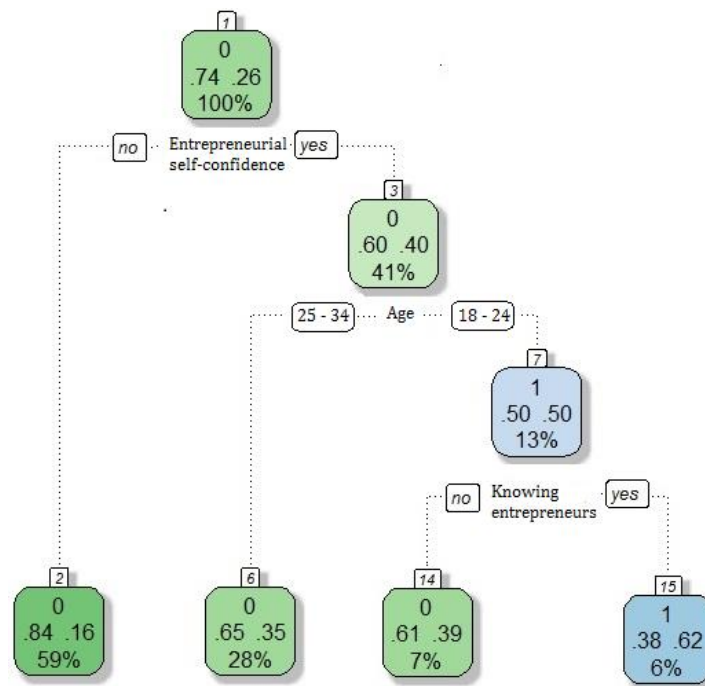 1
0
.74 .26
100%
no Entrepreneurial yes
self-confidence
3
0
.60 .40
41%
25 - 34 Age 18 - 24
7
1
.50 .50
13%
no Knowing yes
entrepreneurs
2 6 14 15
0 0 0 1
.84 .16 .65 .35 .61 .39 .38 .62
59% 28% 7% 6%